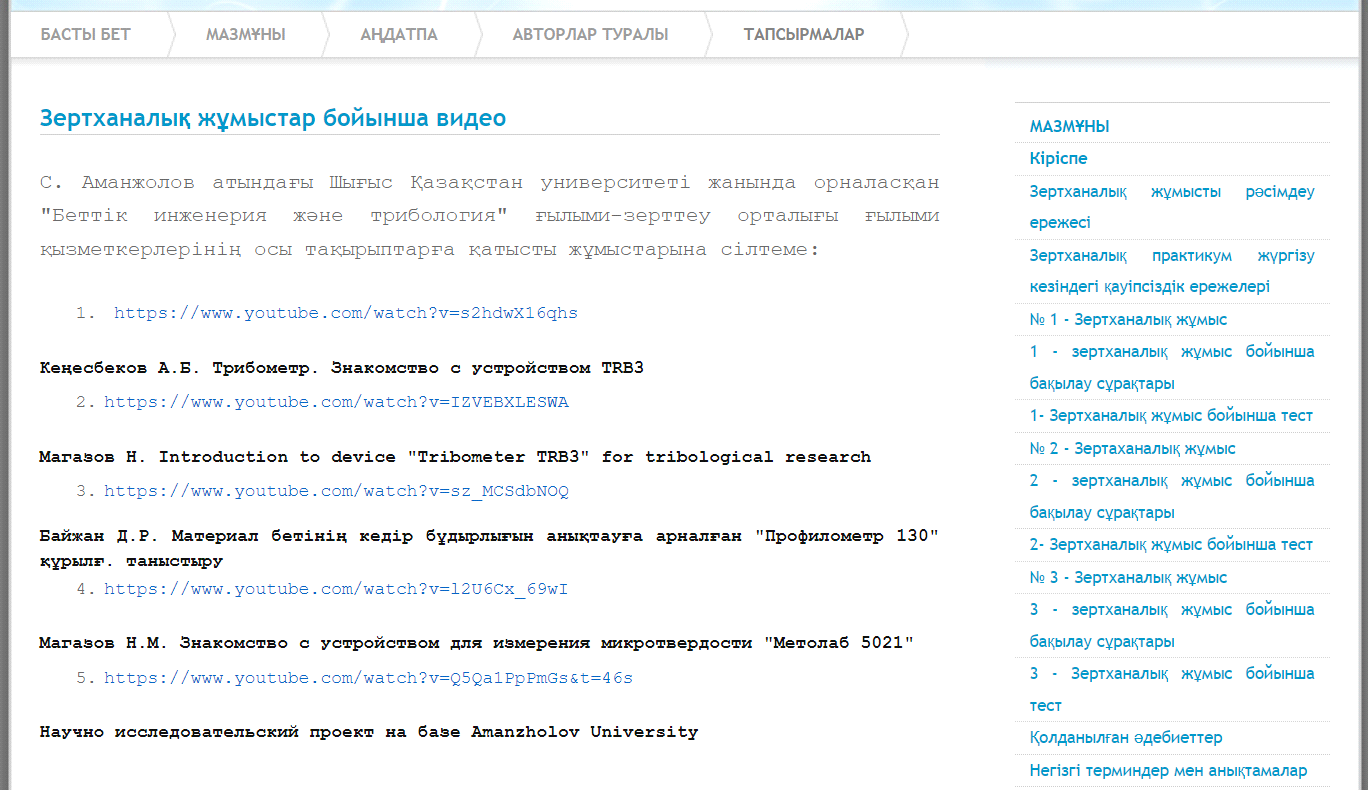 БАСТЫ БЕТ
МАЗМҰНЫ
АҢДАТПА
АВТОРЛАР ТУРАЛЫ
ТАПСЫРМАЛАР
Зертханалық жұмыстар бойынша видео
С. Аманжолов атындағы Шығыс Қазақстан университеті жанында орналасқан
"Беттік инженерия және трибология" ғылыми-зерттеу орталығы ғылыми
қызметкерлерінің осы тақырыптарға қатысты жұмыстарына сілтеме:
1. https://www.youtube.com/watch?v=s2hdwX16qhs
Кеңесбеков А.Б. Трибометр. Знакомство с устройством TRB3
2. https://www.youtube.com/watch?v=IZVEBXLESWA
Магазов Н. Introduction to device "Tribometer TRB3" for tribological research
3. https://www.youtube.com/watch?v=sz_MCSdbNOQ
Байжан Д.Р. Материал бетінің кедір бұдырлығын анықтауға арналған "Профилометр 130"
құрылғ. таныстыру
4. https://www.youtube.com/watch?v=l2U6Cx_69wI
Магазов Н.М. Знакомство с устройством для измерения микротвердости "Метолаб 5021"
5. https://www.youtube.com/watch?v=Q5Qa1PpPmGs&t=46s
Научно исследовательский проект на базе Amanzholov University
МАЗМҰНЫ
Кіріспе
Зертханалық жұмысты рәсімдеу
ережесі
Зертханалық практикум жүргізу
кезіндегі қауіпсіздік ережелері
№ 1 - Зертханалық жұмыс
1 - зертханалық жұмыс бойынша
бақылау сұрақтары
1- Зертханалық жұмыс бойынша тест
№ 2 - Зертаханалық жұмыс
2 - зертханалық жұмыс бойынша
бақылау сұрақтары
2- Зертханалық жұмыс бойынша тест
№ 3 - Зертханалық жұмыс
3 - зертханалық жұмыс бойынша
бақылау сұрақтары
3 - Зертханалық жұмыс бойынша
тест
Қолданылған әдебиеттер
Негізгі терминдер мен анықтамалар